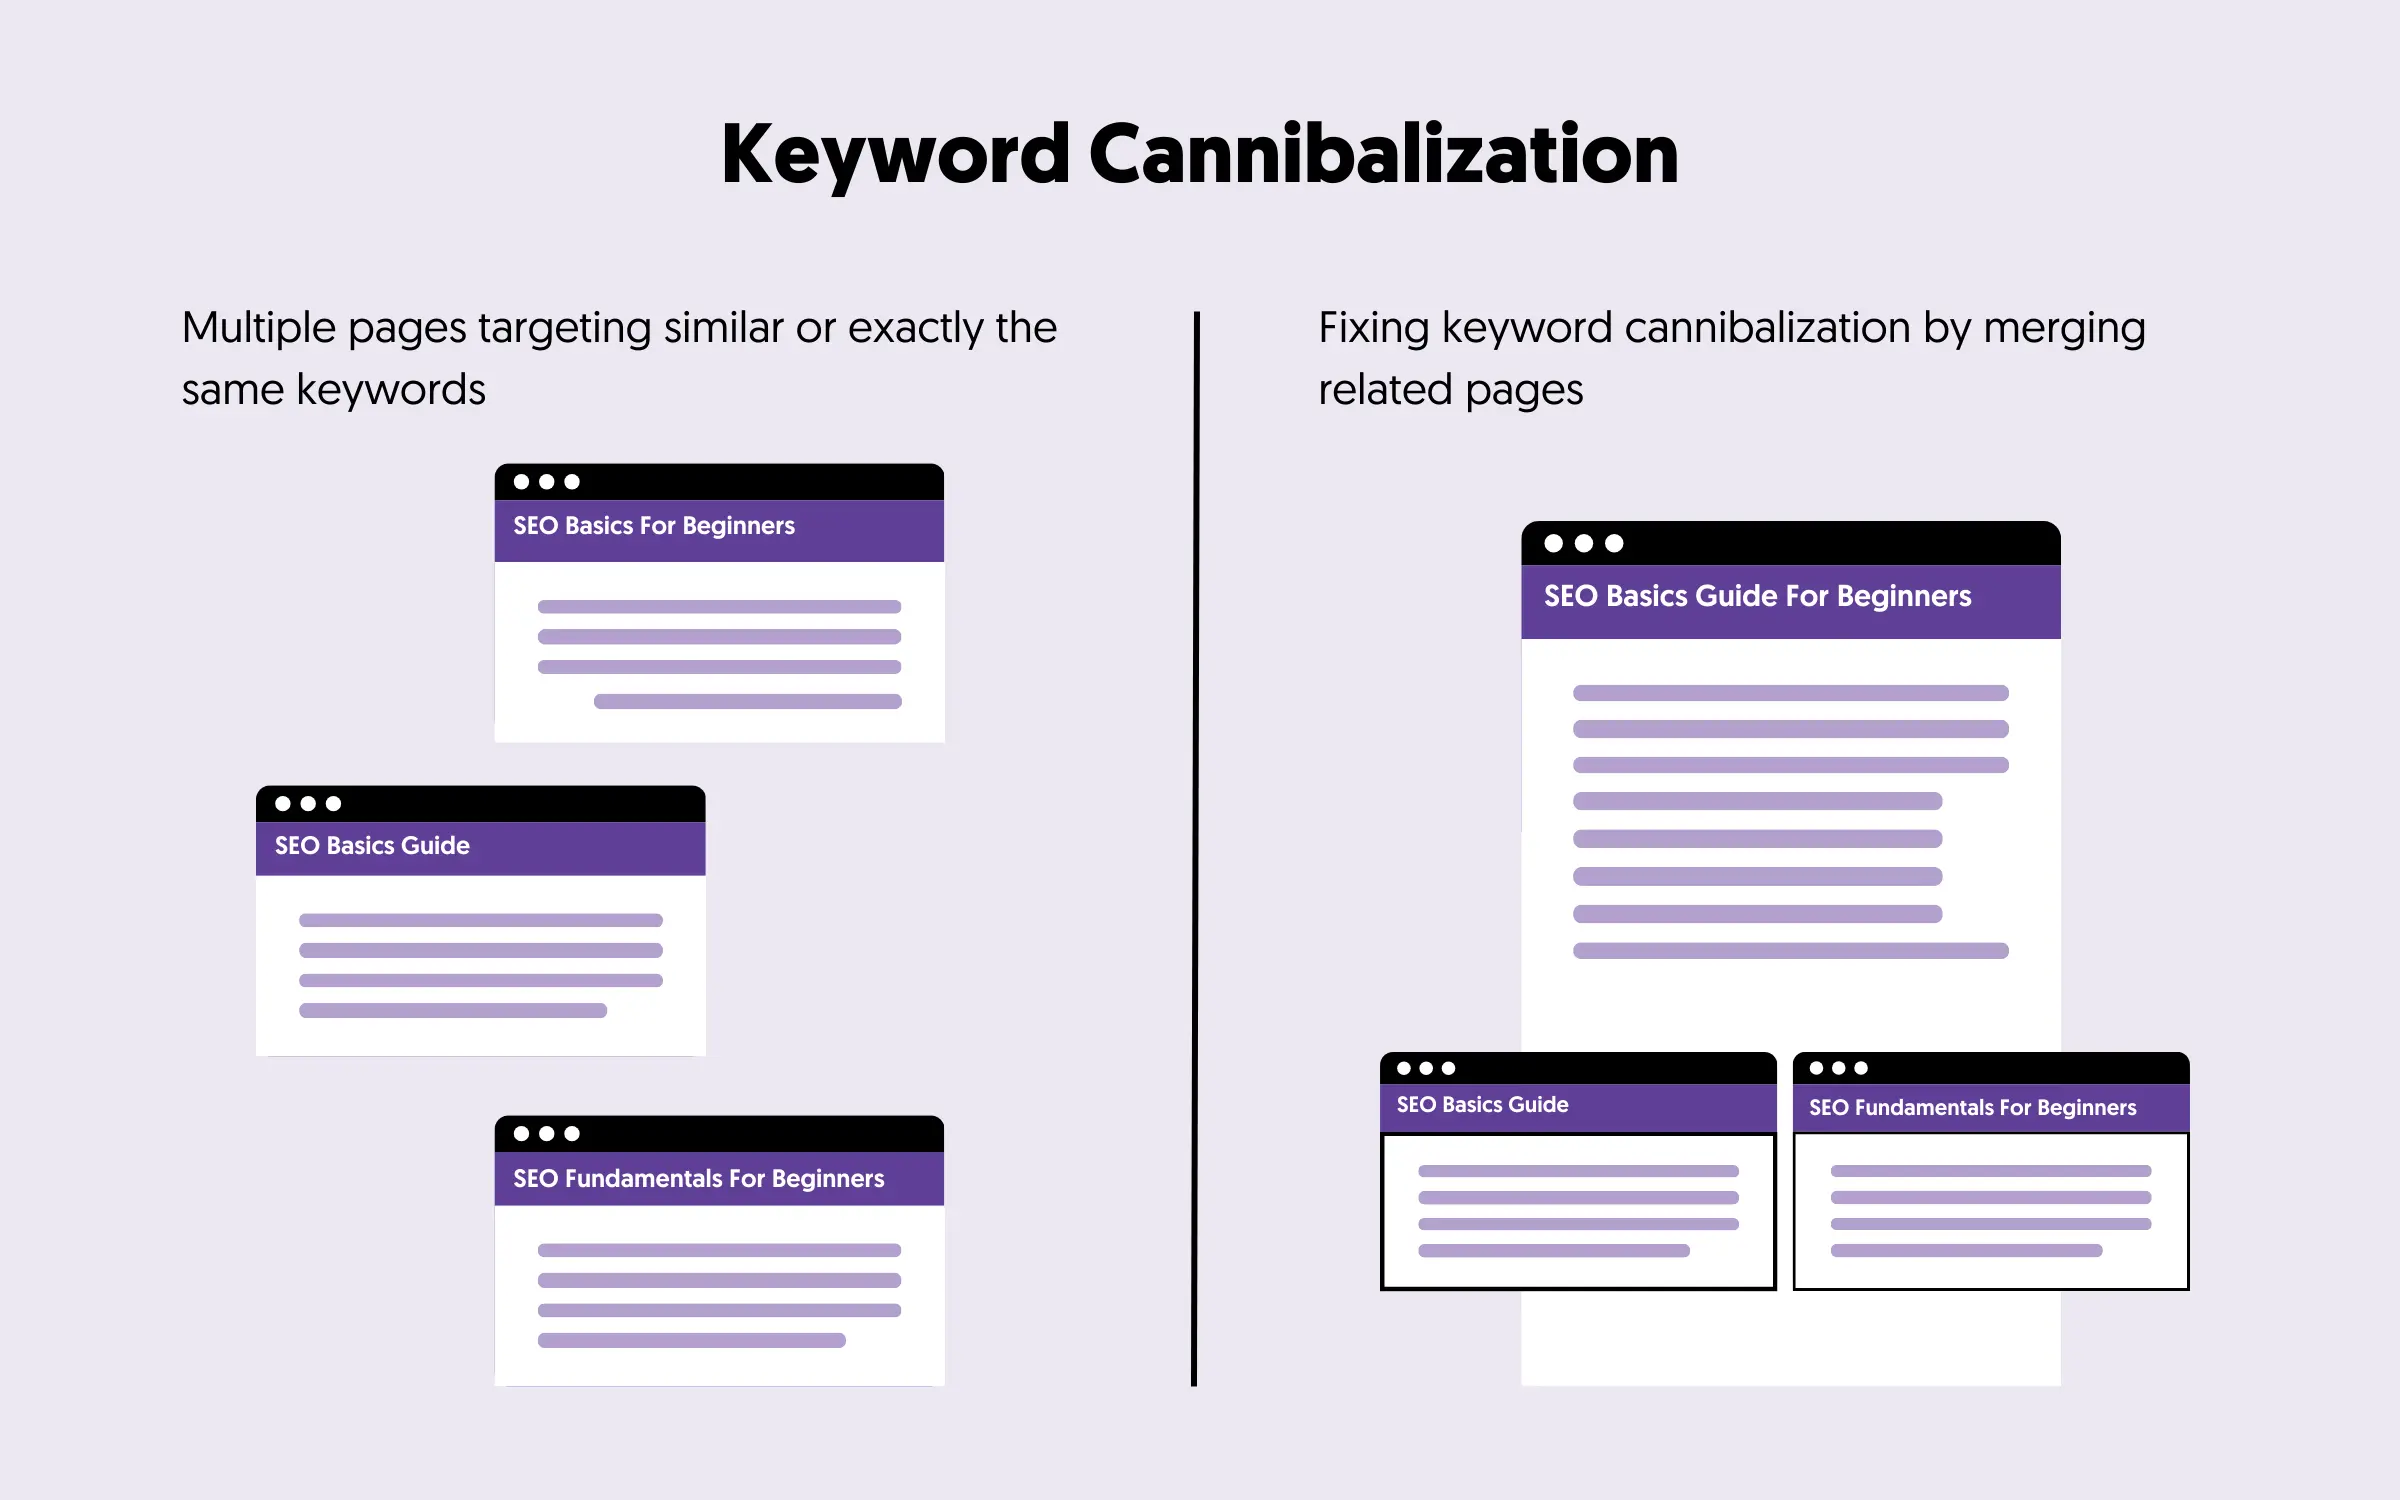 Keyword Cannibalization
Multiple pages targeting similar or exactly the
same keywords
SEO Basics For Beginners
SEO Basics Guide
SEO Fundamentals For Beginners
Fixing keyword cannibalization by merging
related pages
SEO Basics Guide For Beginners
SEO Basics Guide
SEO Fundamentals For Beginners